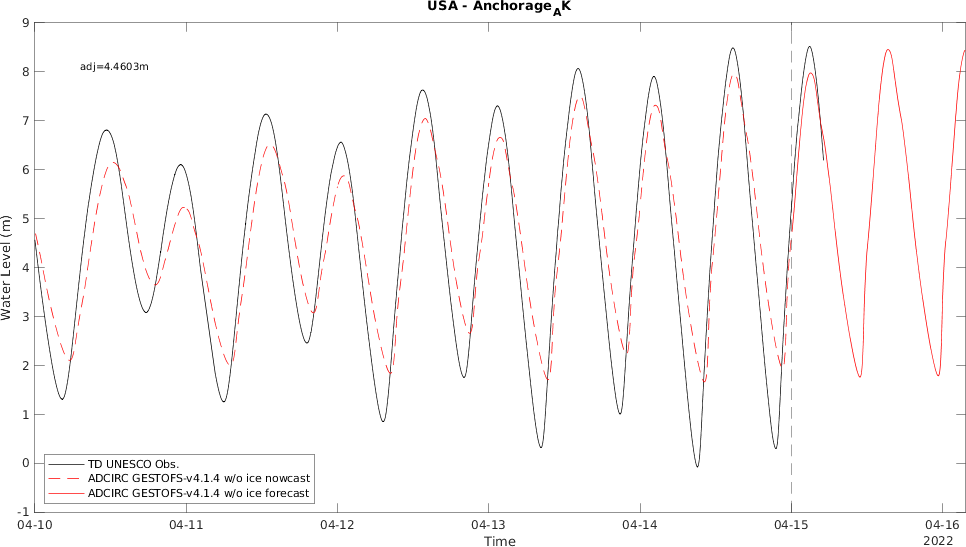 USA - Anchorage_AK
9
adj=4.4603m
8
7
6
5
4
3
2
1
0
-1
Water Level (m)
TD UNESCO Obs.
ADCIRC GESTOFS-v4.1.4 w/o ice nowcast
ADCIRC GESTOFS-v4.1.4 w/o ice forecast
04-10 04-11 04-12 04-13 04-14 04-15 04-16
Time 2022